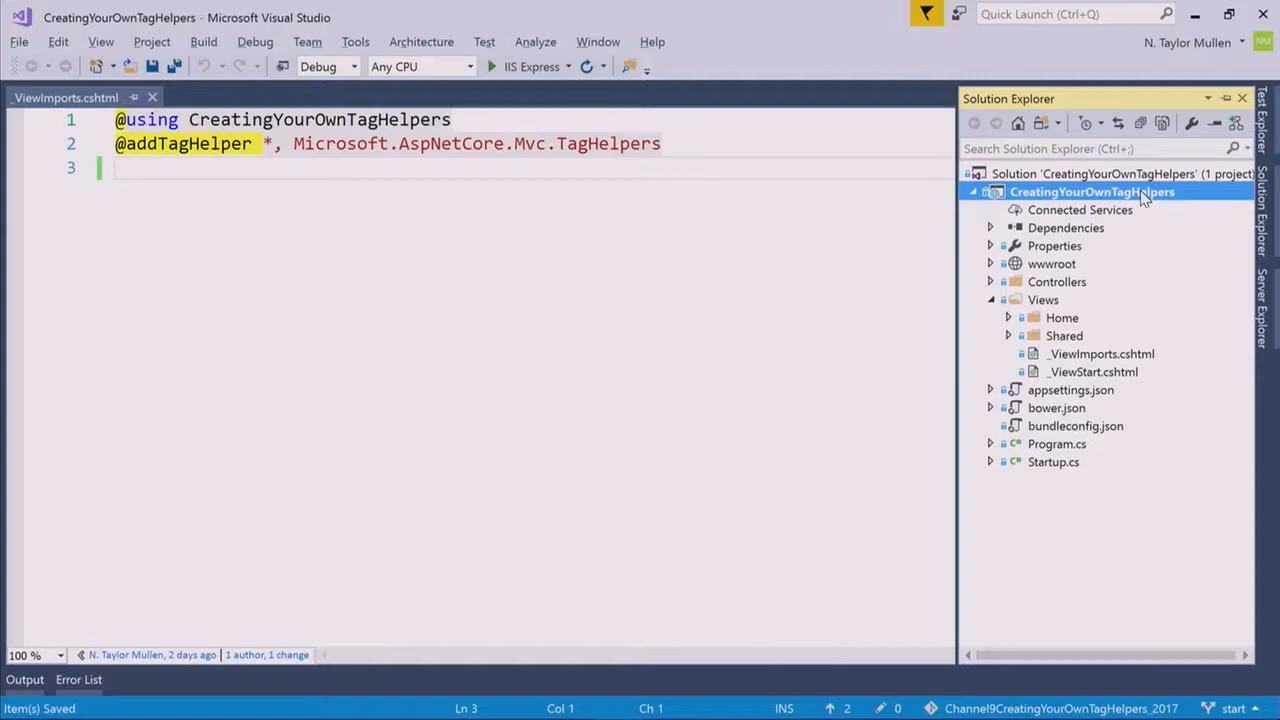 CreatingYourOwnTagHelpers - Microsoft Visual Studio
Quick Launch (Ctrl+Q)
File Edit View Project Build Debug Team Tools Architecture Test Analyze Window Help
N. Taylor Mullen
NM
Debug Any CPU IIS Express
_ViewImports.cshtml
1 @using CreatingYourOwnTagHelpers
2 @addTagHelper *, Microsoft.AspNetCore.Mvc.TagHelpers
3
Solution Explorer
Search Solution Explorer (Ctrl+;)
Solution 'CreatingYourOwnTagHelpers' (1 project
CreatingYourOwnTagHelpers
Connected Services
Dependencies
Properties
wwwroot
Controllers
Views
Home
Shared
_ViewImports.cshtml
_ViewStart.cshtml
appsettings.json
bower.json
bundleconfig.json
Program.cs
Startup.cs
Test Explorer
Solution Explorer
Server Explorer
100 % N. Taylor Mullen, 2 days ago | 1 author, 1 change
Output Error List
Item(s) Saved Ln 3 Col 1 Ch 1 INS 2 0 Channel9CreatingYourOwnTagHelpers_2017 start